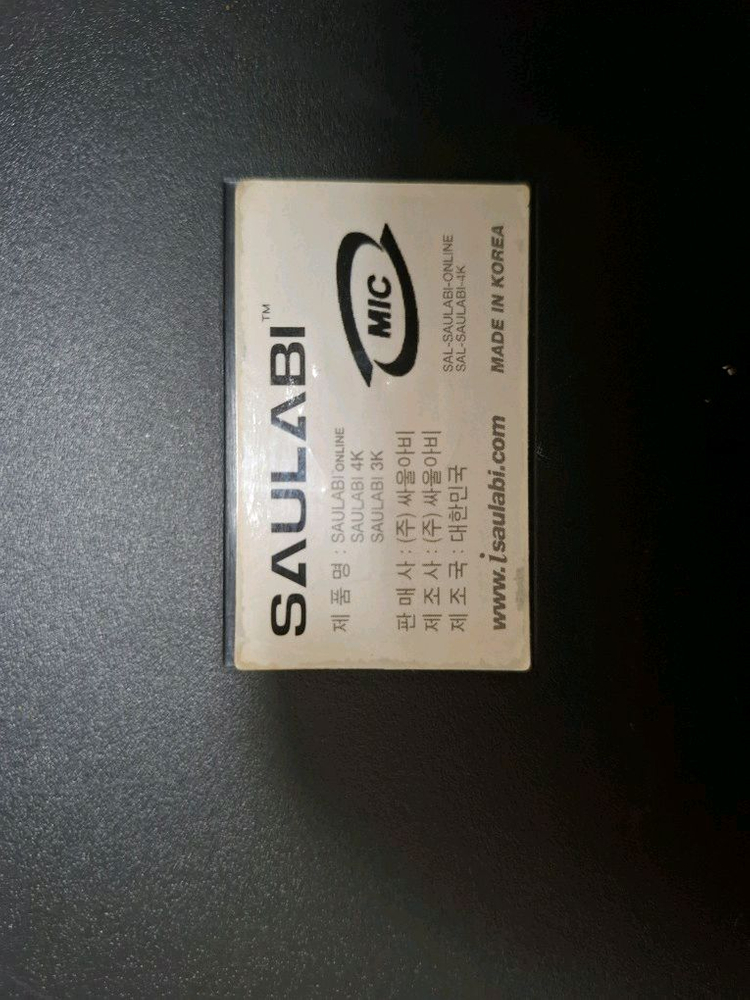 SAULABI™
제 품 명 : SAULABI ONLINE
SAULABI 4K
SAULABI 3K
MIC
판 매 사 : (주) 싸울아비
제 조 사 : (주) 싸울아비
제 조 국 : 대한민국
SAL-SAULABI-ONLINE
SAL-SAULABI-4K
www.isaulabi.com MADE IN KOREA